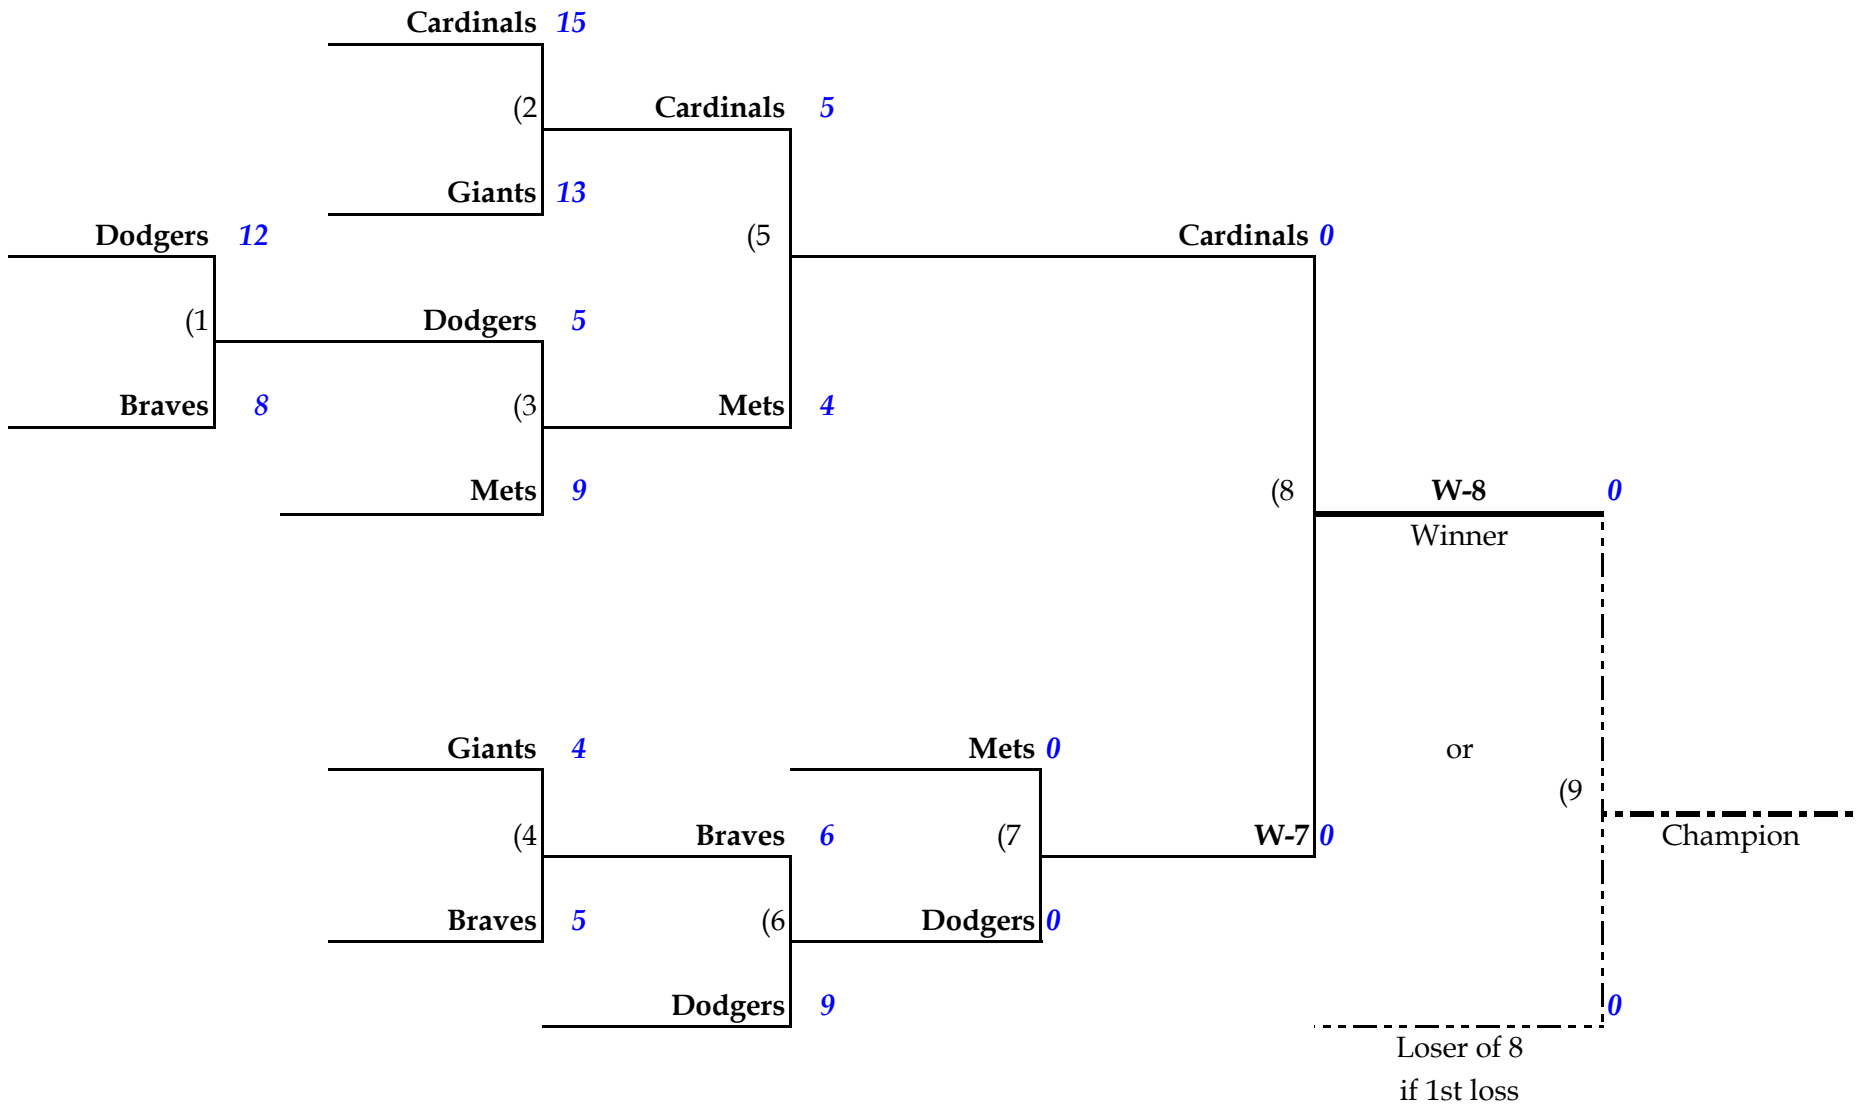 Cardinals 15
(2 Cardinals 5
Giants 13
Dodgers 12 (5 Cardinals 0
(1 Dodgers 5
Braves 8 (3 Mets 4
Mets 9 (8 W-8 0
Winner
Giants 4 Mets 0 or
(9
(4 Braves 6 (7 W-7 0 Champion
Braves 5 (6 Dodgers 0
Dodgers 9 0
Loser of 8
if 1st loss